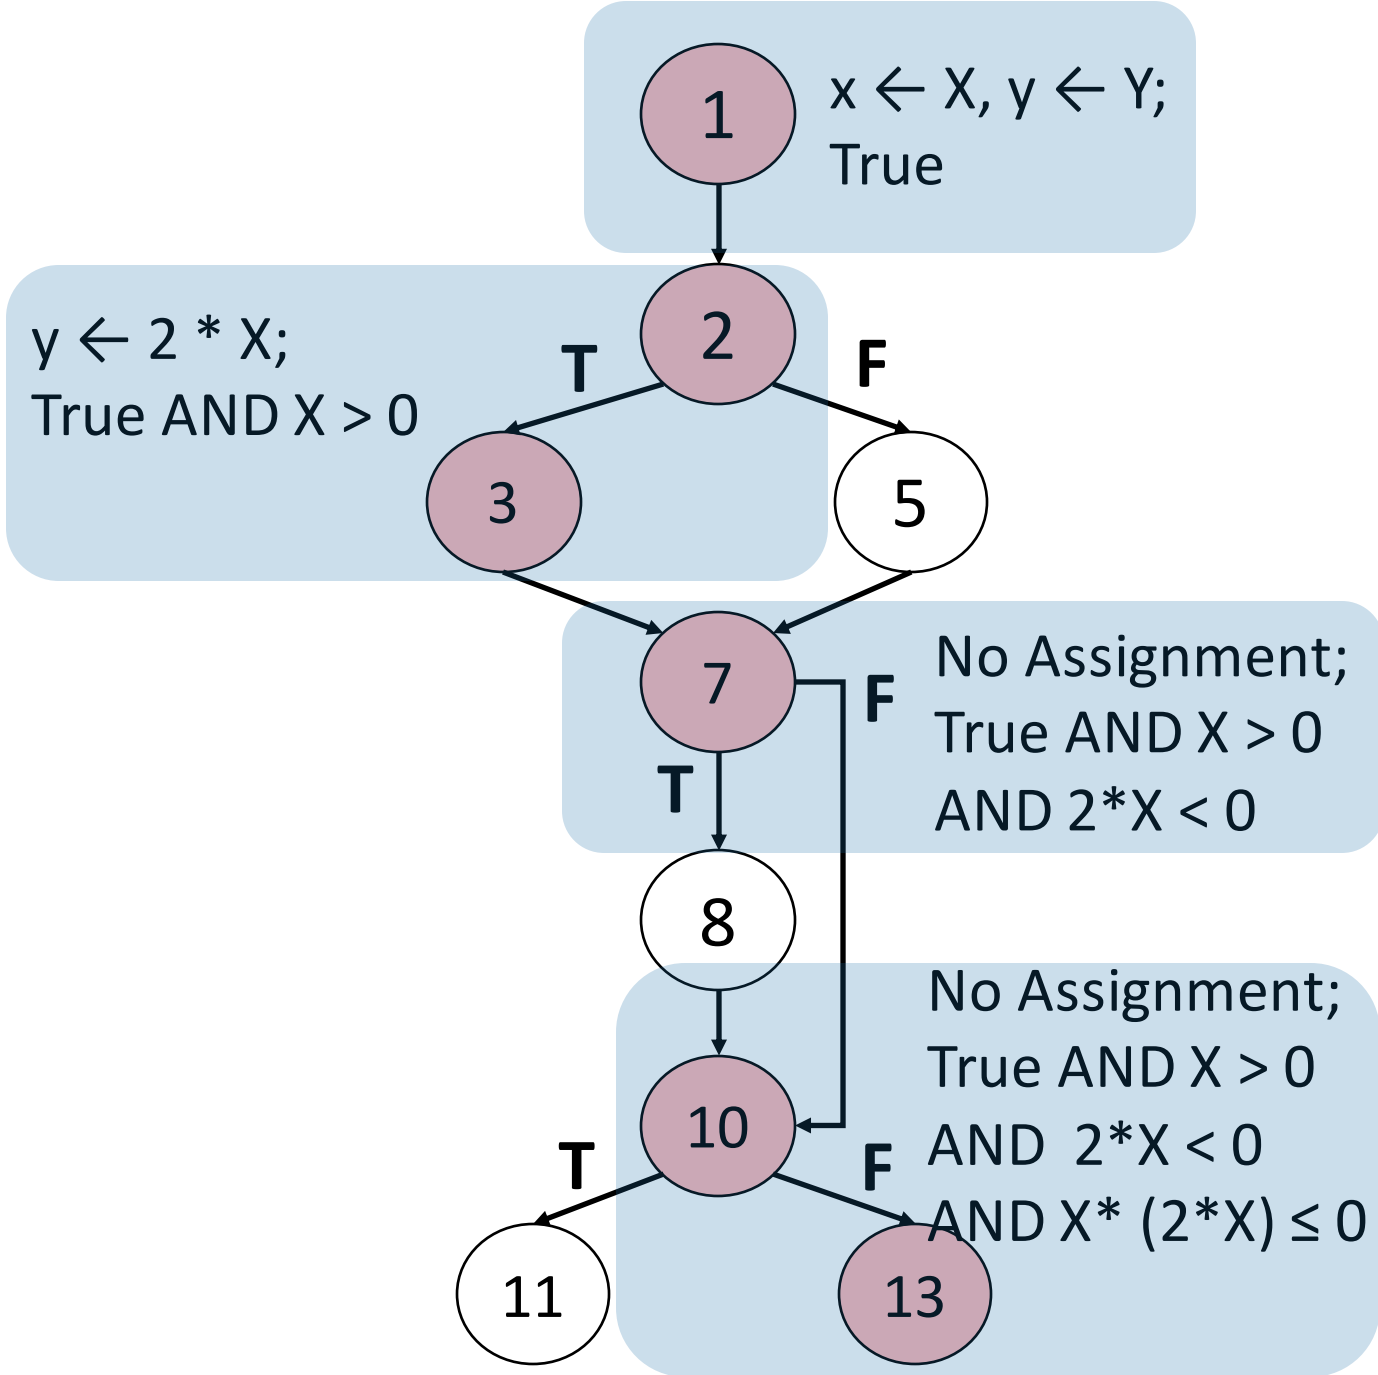 1
x ← X, y ← Y;
True
2
y ← 2 * X;
True AND X > 0
T
F
3
5
7
F
No Assignment;
True AND X > 0
AND 2*X < 0
T
8
No Assignment;
True AND X > 0
AND 2*X < 0
AND X* (2*X) ≤ 0
10
T
F
11
13